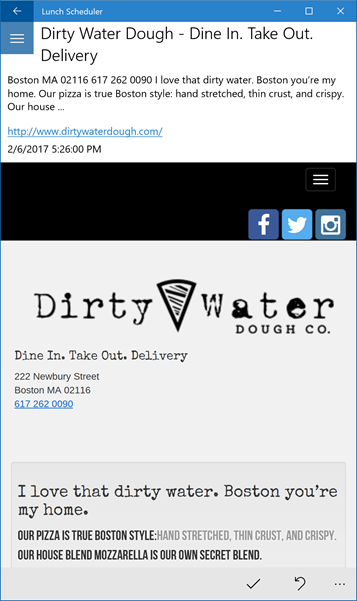 Lunch Scheduler
Dirty Water Dough - Dine In. Take Out.
Delivery
Boston MA 02116 617 262 0090 I love that dirty water. Boston you're my
home. Our pizza is true Boston style: hand stretched, thin crust, and crispy.
Our house ...
http://www.dirtywaterdough.com/
2/6/2017 5:26:00 PM
Dirty Water
DOUGH CO.
Dine In. Take Out. Delivery
222 Newbury Street
Boston MA 02116
617 262 0090
I love that dirty water. Boston you're
my home.
OUR PIZZA IS TRUE BOSTON STYLE:HAND STRETCHED, THIN CRUST, AND CRISPY.
OUR HOUSE BLEND MOZZARELLA IS OUR OWN SECRET BLEND.